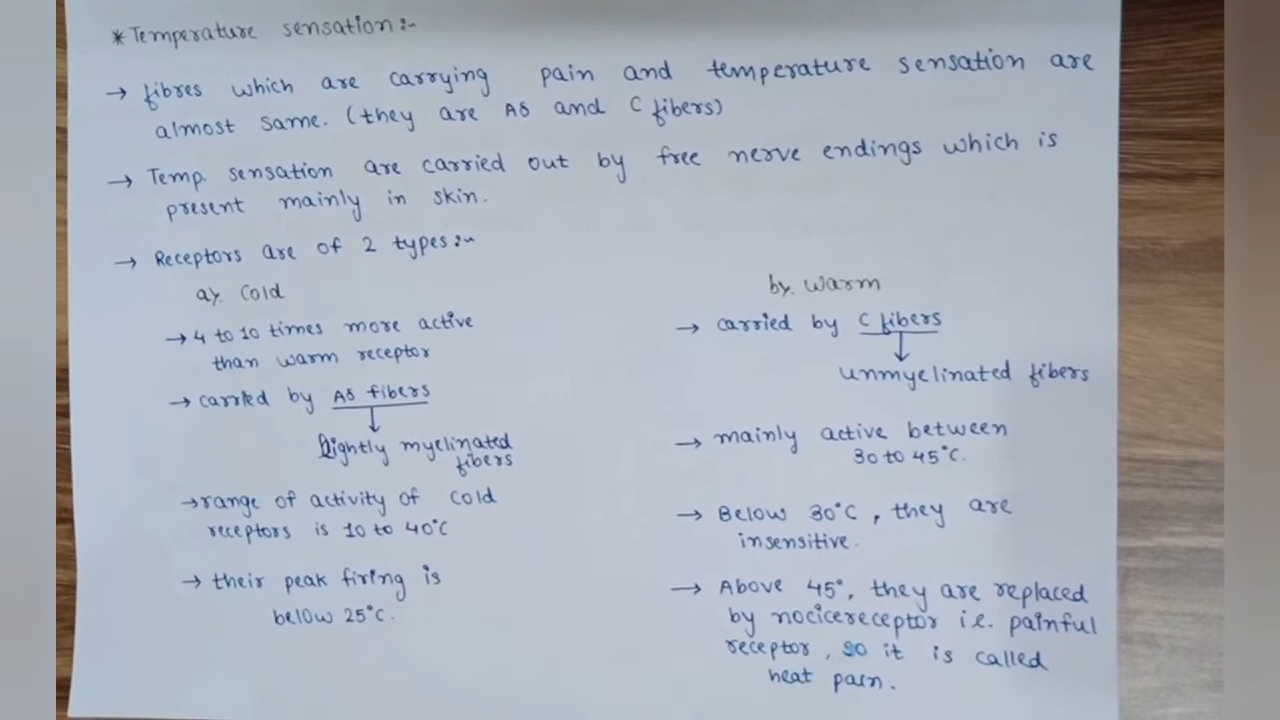 * Temperature sensation :-
→ fibres which are carrying pain and temperature sensation are
almost same. (they are Aδ and C fibers)
→ Temp. sensation are carried out by free nerve endings which is
present mainly in skin.
→ Receptors are of 2 types :-
a). Cold
→ 4 to 10 times more active
than warm receptor
→ carried by Aδ fibers
↓
lightly myelinated
fibers
→ range of activity of cold
receptors is 10 to 40°C
→ their peak firing is
below 25°C.
b). Warm
→ carried by C fibers
↓
unmyelinated fibers
→ mainly active between
30 to 45°C.
→ Below 30°C, they are
insensitive.
→ Above 45°, they are replaced
by nocicereceptor i.e. painful
receptor, so it is called
heat pain.